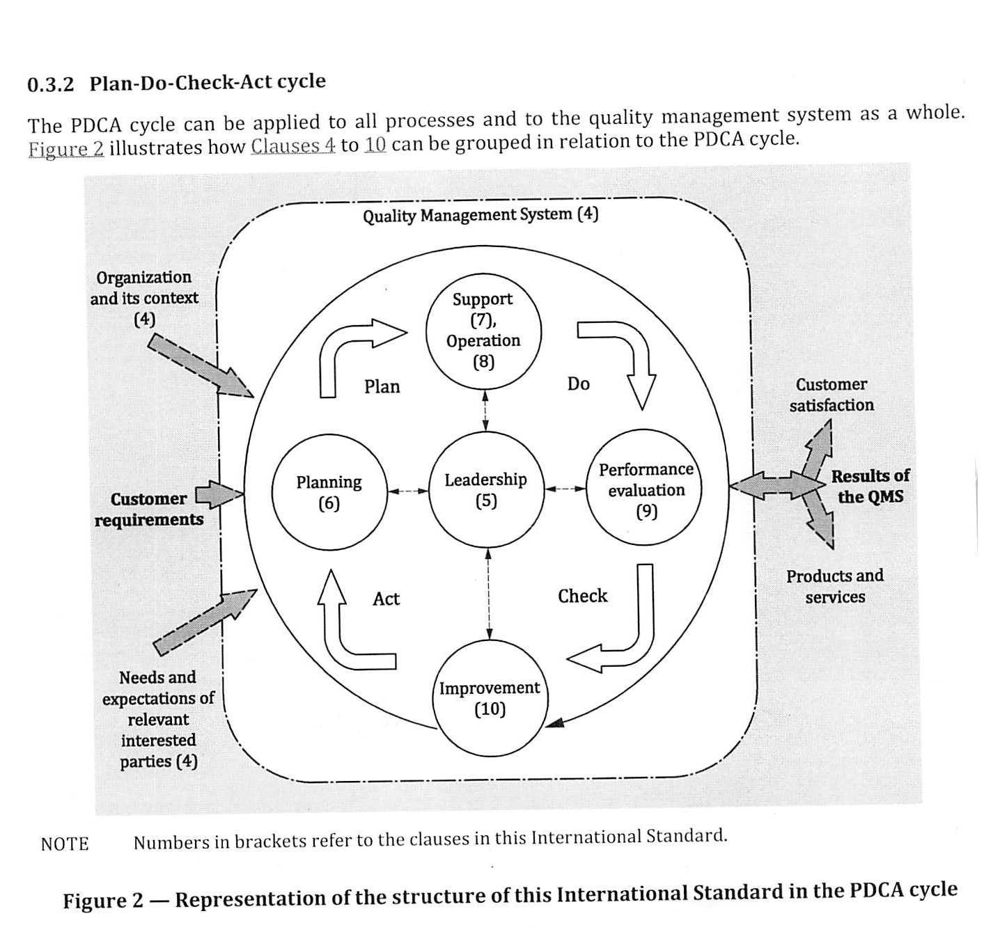 0.3.2 Plan-Do-Check-Act cycle
The PDCA cycle can be applied to all processes and to the quality management system as a whole.
Figure 2 illustrates how Clauses 4 to 10 can be grouped in relation to the PDCA cycle.
Quality Management System (4)
Organization
and its context
(4)
Support
(7),
Operation
(8)
Plan
Do
Customer
satisfaction
Planning
(6)
Leadership
(5)
Performance
evaluation
(9)
Results of
the QMS
Customer
requirements
Act
Check
Products and
services
Needs and
expectations of
relevant
interested
parties (4)
Improvement
(10)
NOTE Numbers in brackets refer to the clauses in this International Standard.
Figure 2 — Representation of the structure of this International Standard in the PDCA cycle